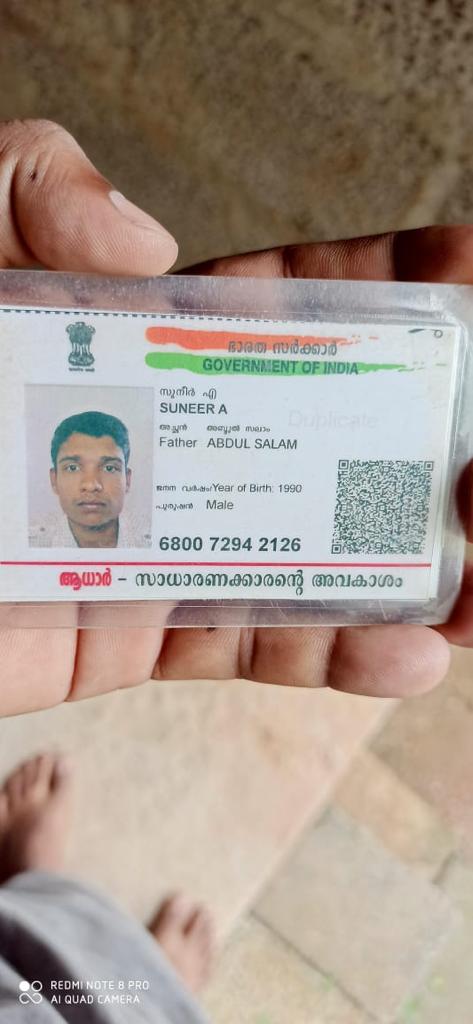 ഭാരത സർക്കാർ
GOVERNMENT OF INDIA
സുനീർ എ
SUNEER A
Duplicate
അച്ഛൻ അബ്ദുൽ സലാം
Father ABDUL SALAM
ജനന വർഷം/Year of Birth: 1990
പുരുഷൻ Male
6800 7294 2126
ആധാർ - സാധാരണക്കാരന്റെ അവകാശം
REDMI NOTE 8 PRO
AI QUAD CAMERA